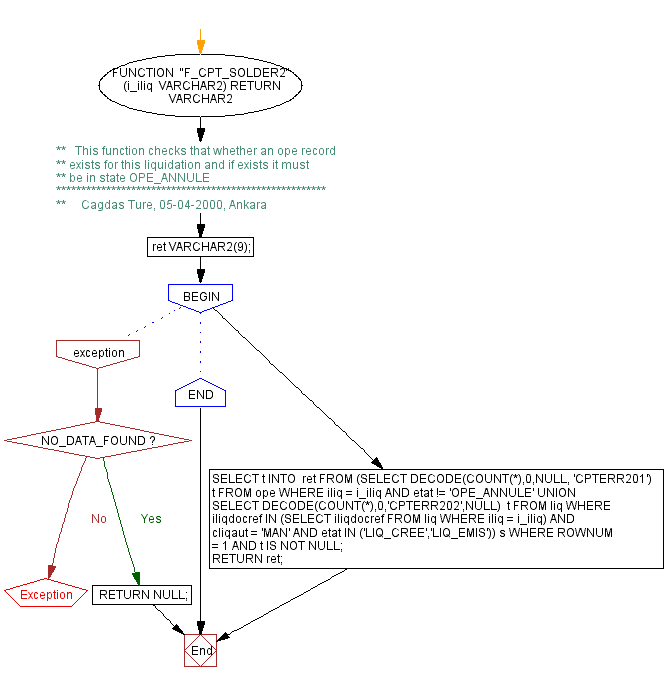 FUNCTION "F_CPT_SOLDER2"
(i_iliq VARCHAR2) RETURN
VARCHAR2
** This function checks that whether an ope record
** exists for this liquidation and if exists it must
** be in state OPE_ANNULE
******************************************************
** Cagdas Ture, 05-04-2000, Ankara
ret VARCHAR2(9);
BEGIN
exception
END
NO_DATA_FOUND ?
SELECT t INTO ret FROM (SELECT DECODE(COUNT(*),0,NULL, 'CPTERR201')
t FROM ope WHERE iliq = i_iliq AND etat != 'OPE_ANNULE' UNION
SELECT DECODE(COUNT(*),0,'CPTERR202',NULL) t FROM liq WHERE
iliqdocref IN (SELECT iliqdocref FROM liq WHERE iliq = i_iliq) AND
cliqaut = 'MAN' AND etat IN ('LIQ_CREE','LIQ_EMIS')) s WHERE ROWNUM
= 1 AND t IS NOT NULL;
RETURN ret;
No
Yes
Exception
RETURN NULL;
End